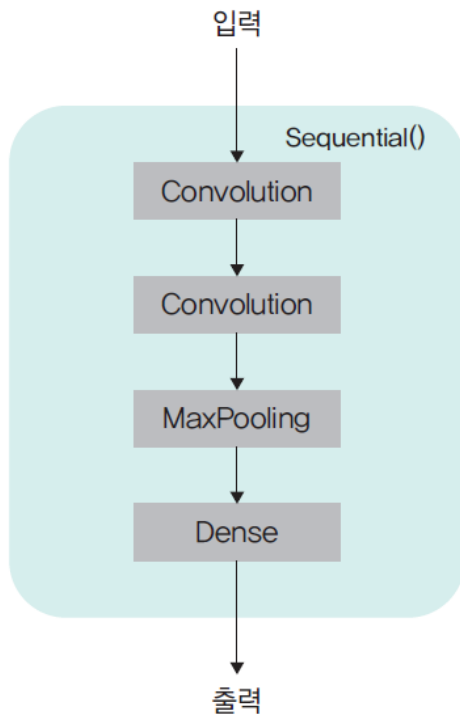 입력
Sequential()
Convolution
Convolution
MaxPooling
Dense
출력